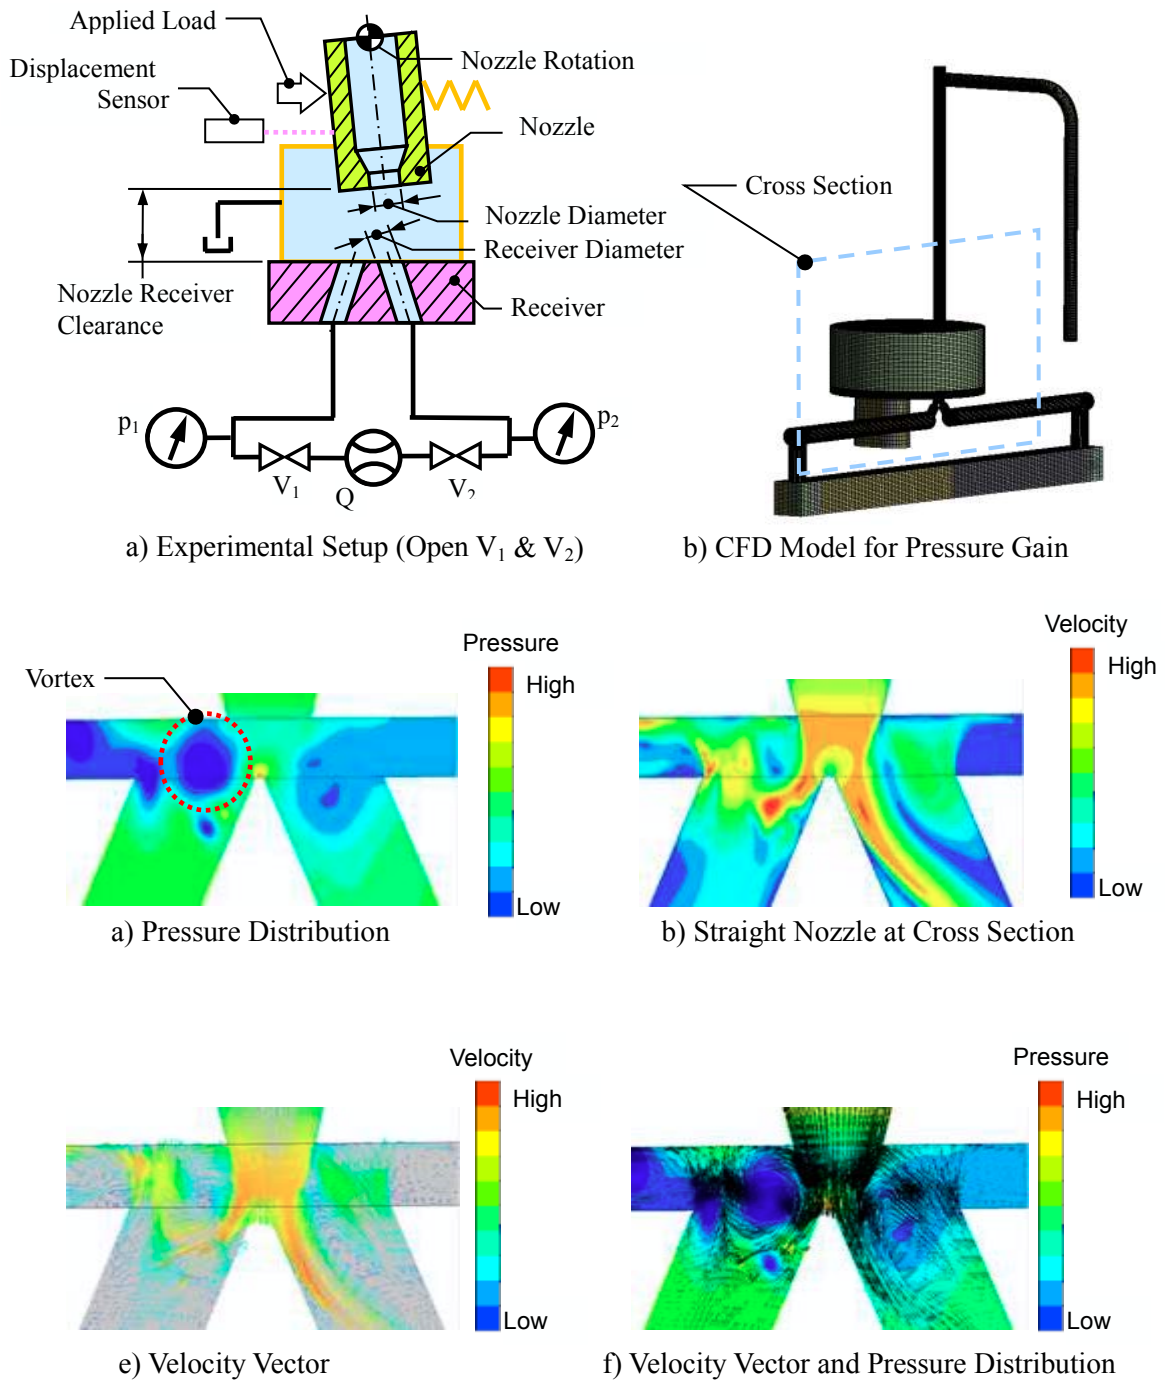 Applied Load
Displacement
Sensor
Nozzle Rotation
Nozzle
Nozzle Diameter
Receiver Diameter
Nozzle Receiver
Clearance
Receiver
p1
p2
V1
Q
V2
a) Experimental Setup (Open V1 & V2)
Cross Section
b) CFD Model for Pressure Gain
Vortex
Pressure
High
Low
a) Pressure Distribution
Velocity
High
Low
b) Straight Nozzle at Cross Section
Velocity
High
Low
e) Velocity Vector
Pressure
High
Low
f) Velocity Vector and Pressure Distribution